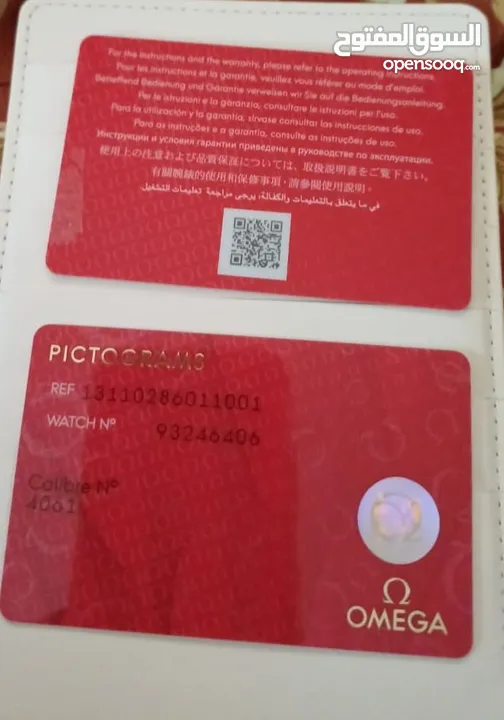 السوق المفتوح
opensooq.com
For the instructions and the warranty, please refer to the operating instructions.
Pour les instructions et la garantie, veuillez vous référer au mode d'emploi.
Betreffend Bedienung und Garantie verweisen wir Sie auf die Bedienungsanleitung.
Per le istruzioni e la garanzia, consultare le istruzioni per l'uso.
Para la utilización y la garantía, sírvase consultar las instrucciones de uso.
Para as instruções e a garantia, consulte as instruções de uso.
Инструкции и условия гарантии приведены в руководстве по эксплуатации.
使用上の注意および品質保証については、取扱説明書をご覧下さい。
有關腕錶的使用和保修事項，請參閱使用說明。
في ما يتعلق بالتعليمات والكفالة، يرجى مراجعة تعليمات التشغيل
PICTOGRAMS
REF 13110286011001
WATCH Nº 93246406
Calibre Nº
4061
Ω
OMEGA